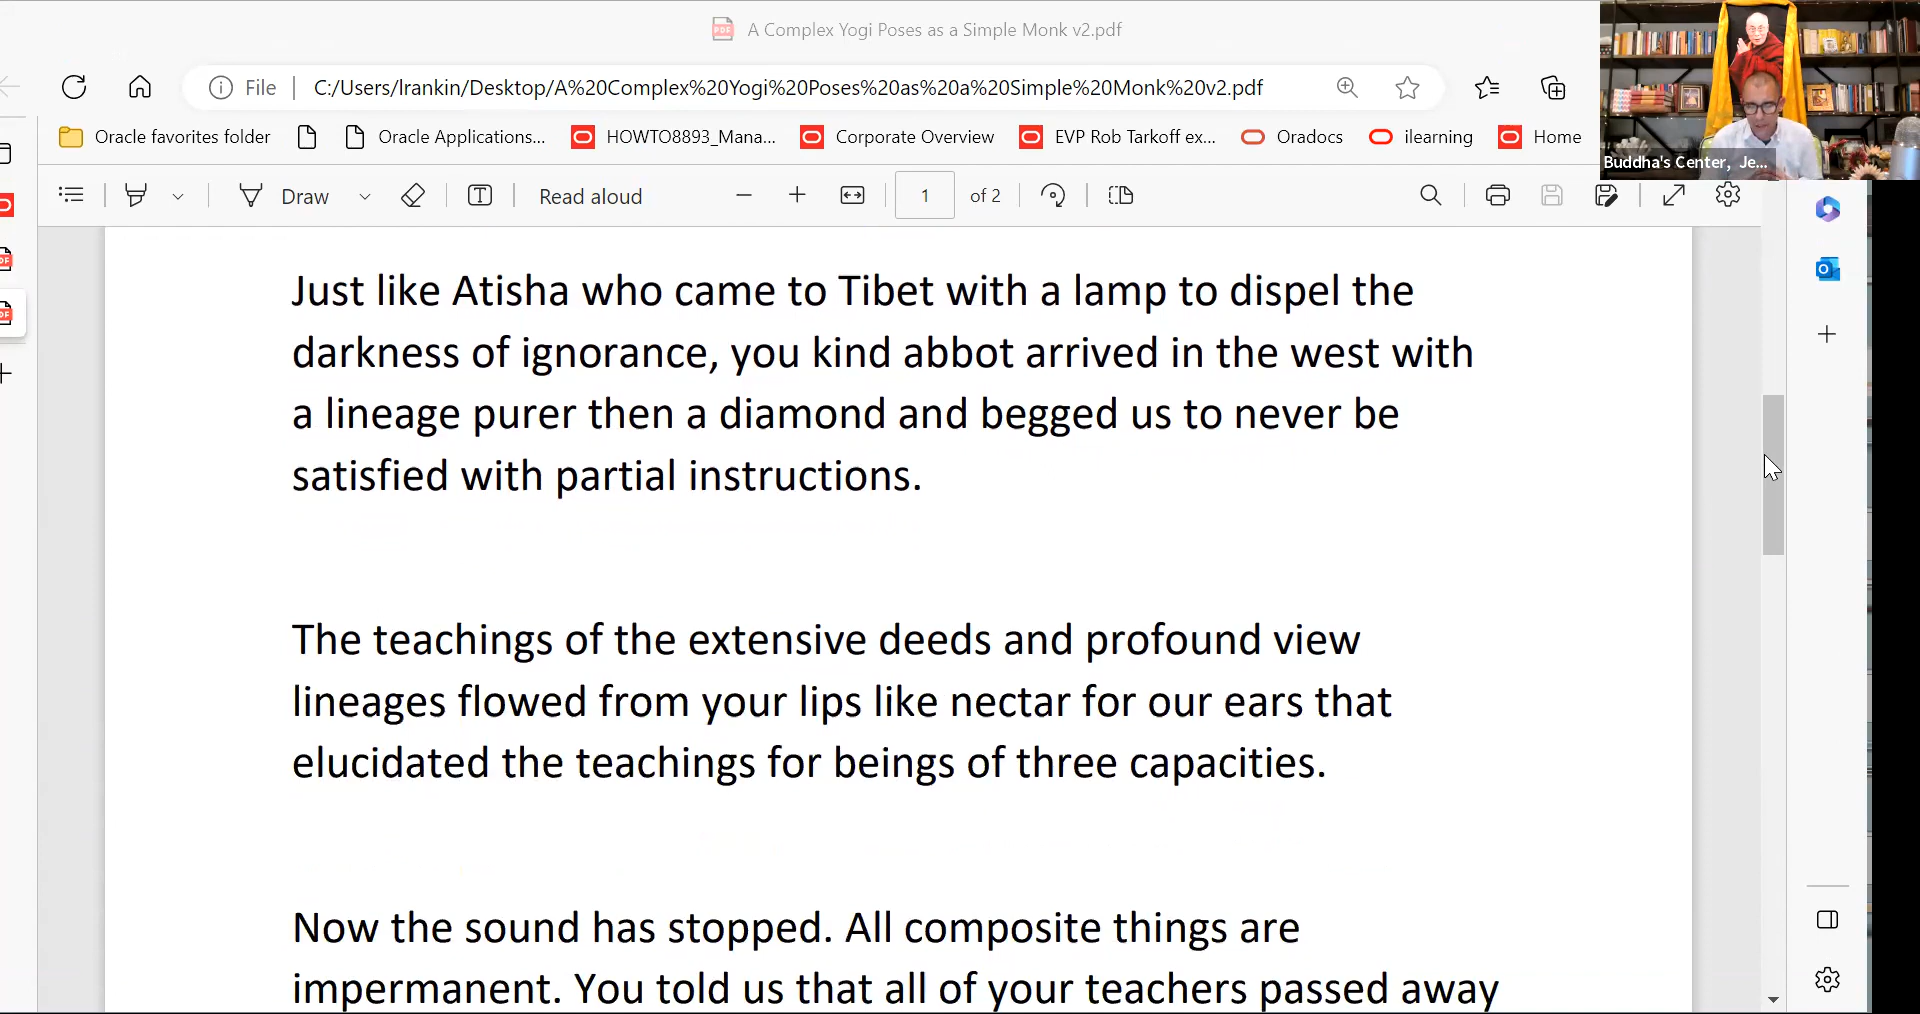 A Complex Yogi Poses as a Simple Monk v2.pdf
File | C:/Users/lrankin/Desktop/A%20Complex%20Yogi%20Poses%20as%20a%20Simple%20Monk%20v2.pdf
Oracle favorites folder Oracle Applications... HOWTO8893_Mana... Corporate Overview EVP Rob Tarkoff ex... Oradocs ilearning Home
Buddha's Center, Je...
Draw Read aloud 1 of 2
Just like Atisha who came to Tibet with a lamp to dispel the
darkness of ignorance, you kind abbot arrived in the west with
a lineage purer then a diamond and begged us to never be
satisfied with partial instructions.
The teachings of the extensive deeds and profound view
lineages flowed from your lips like nectar for our ears that
elucidated the teachings for beings of three capacities.
Now the sound has stopped. All composite things are
impermanent. You told us that all of your teachers passed away